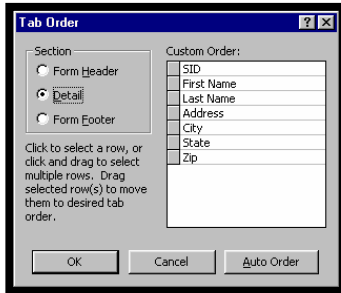 Tab Order
Section
Form Header
Detail
Form Footer
Click to select a row, or
click and drag to select
multiple rows. Drag
selected row(s) to move
them to desired tab
order.
Custom Order:
SID
First Name
Last Name
Address
City
State
Zip
OK
Cancel
Auto Order